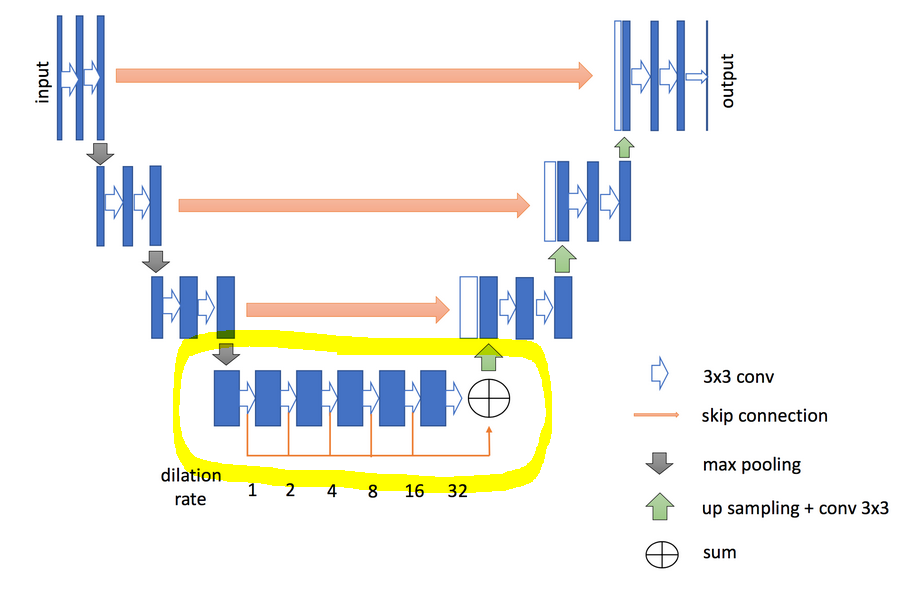 input
output
dilation
rate
1 2 4 8 16 32
3x3 conv
skip connection
max pooling
up sampling + conv 3x3
sum